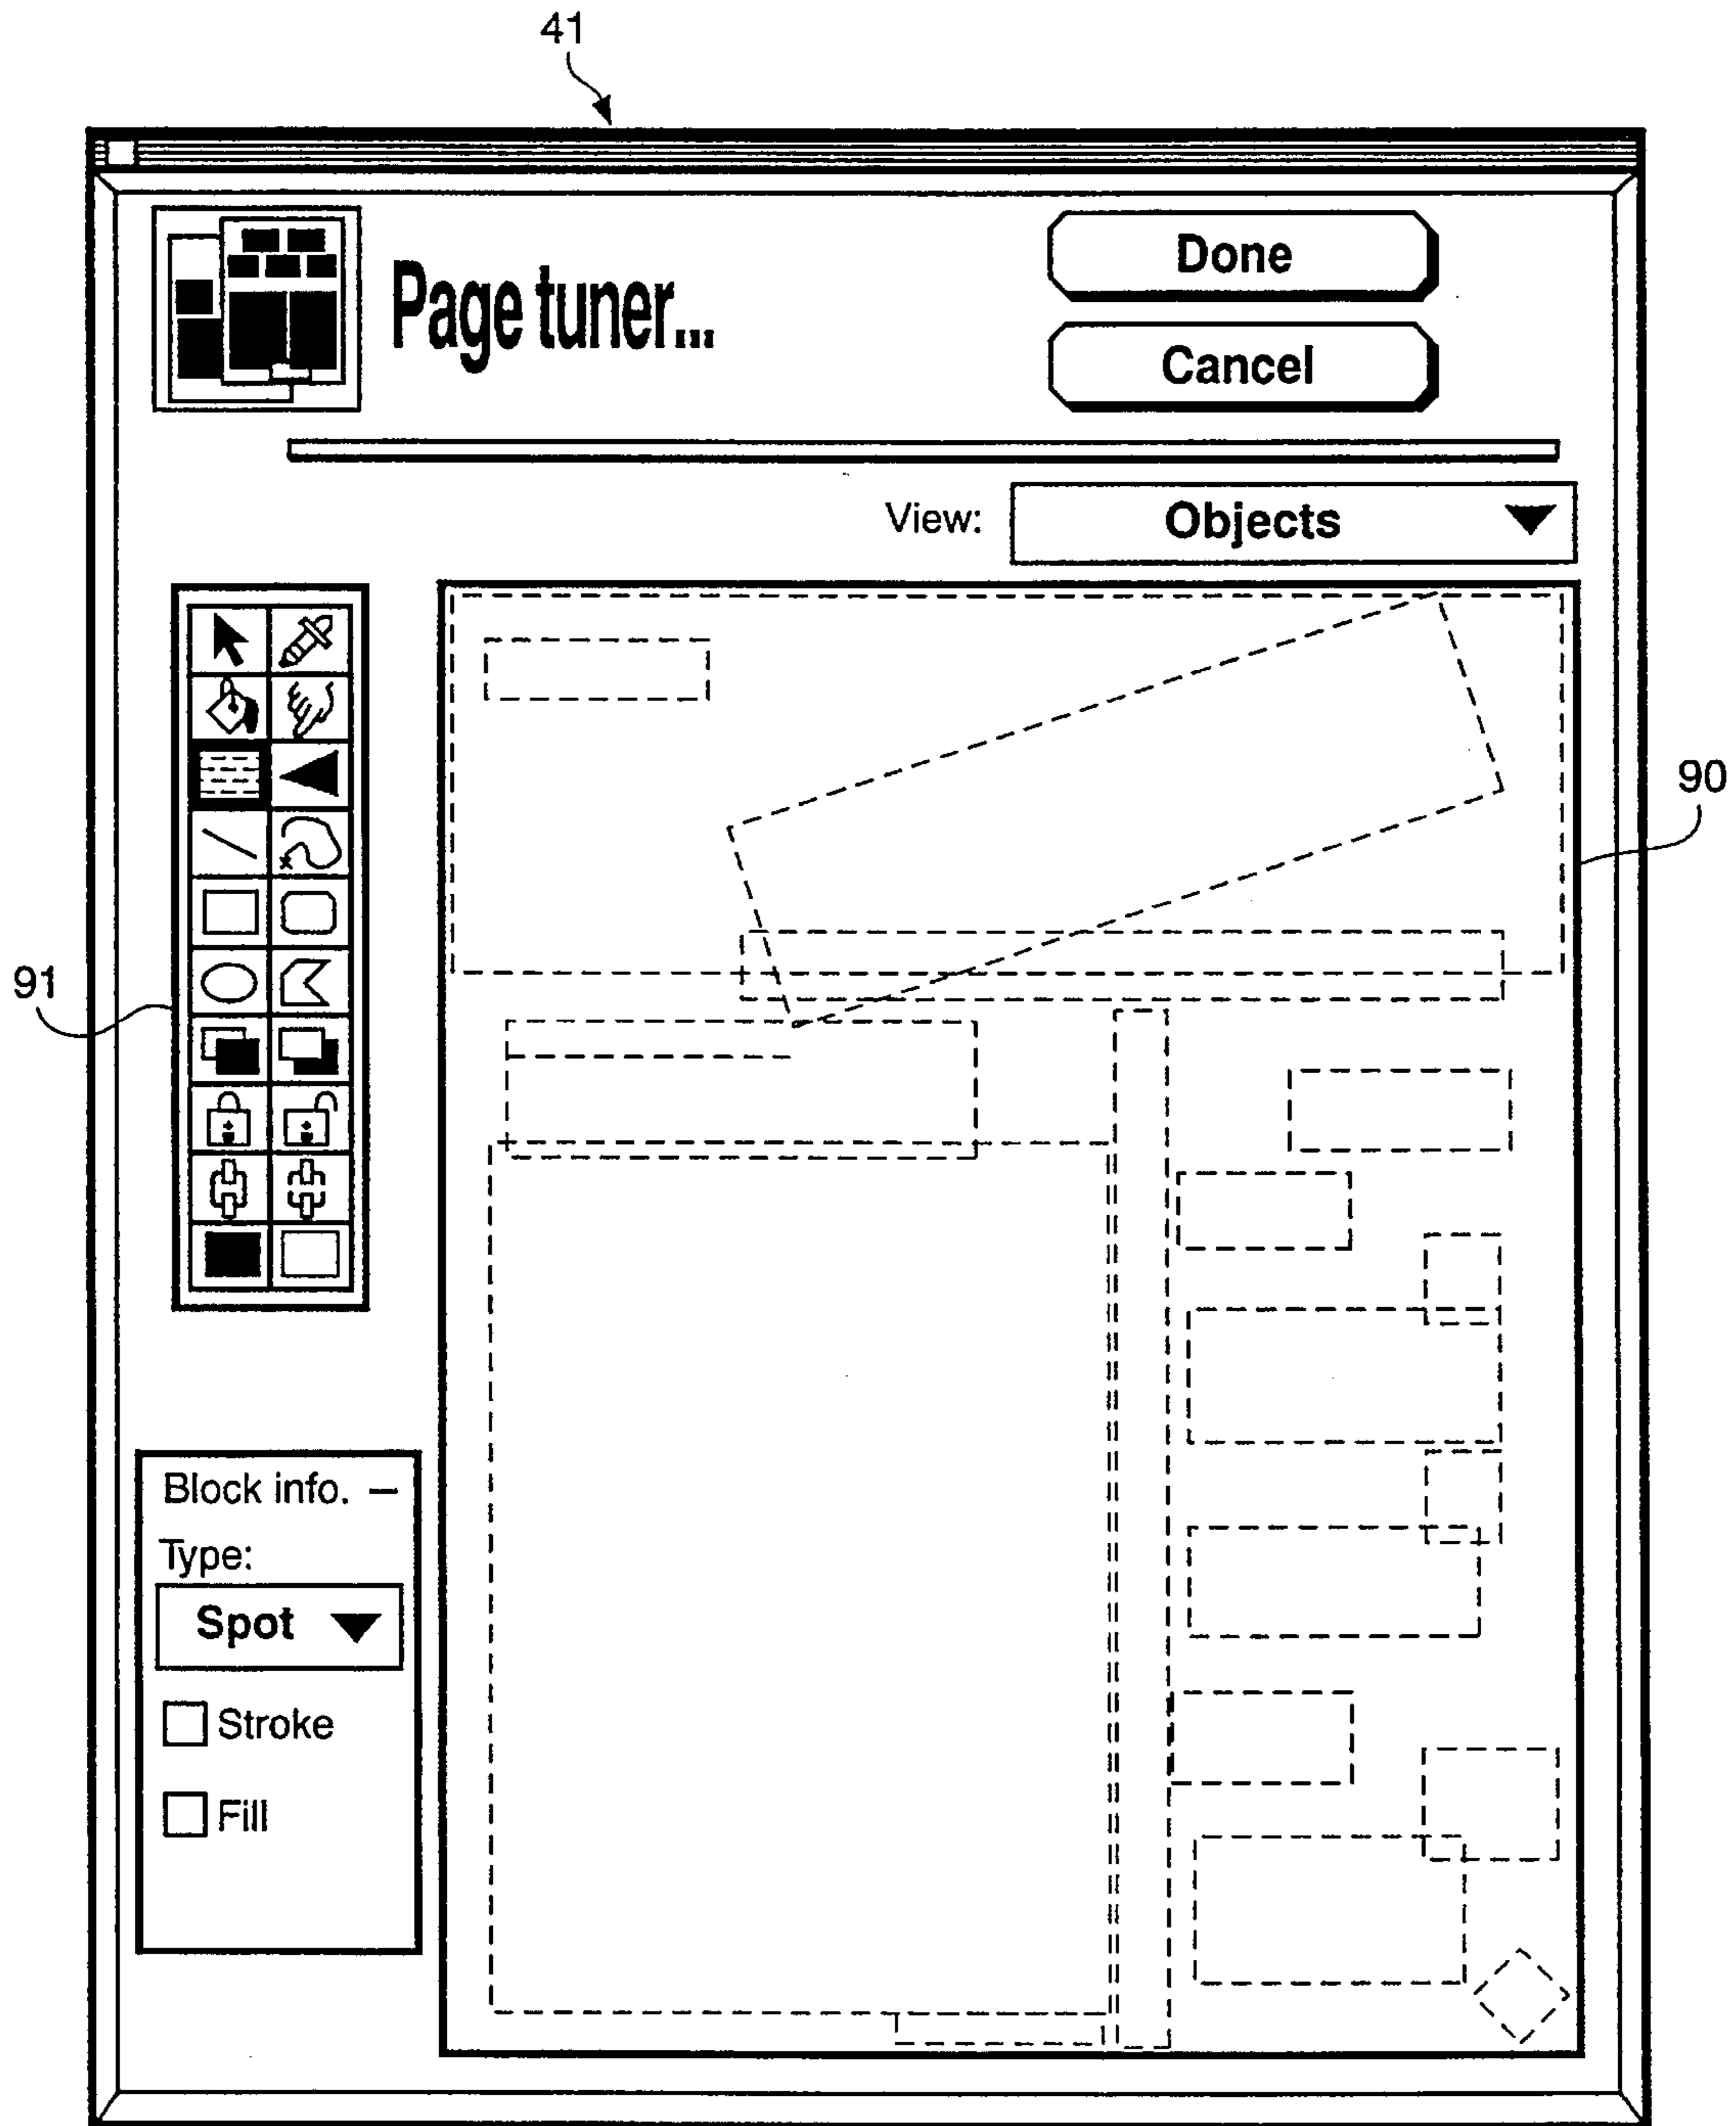 41
Page tuner...
Done
Cancel
View:
Objects
90
91
Block info. –
Type:
Spot
Stroke
Fill